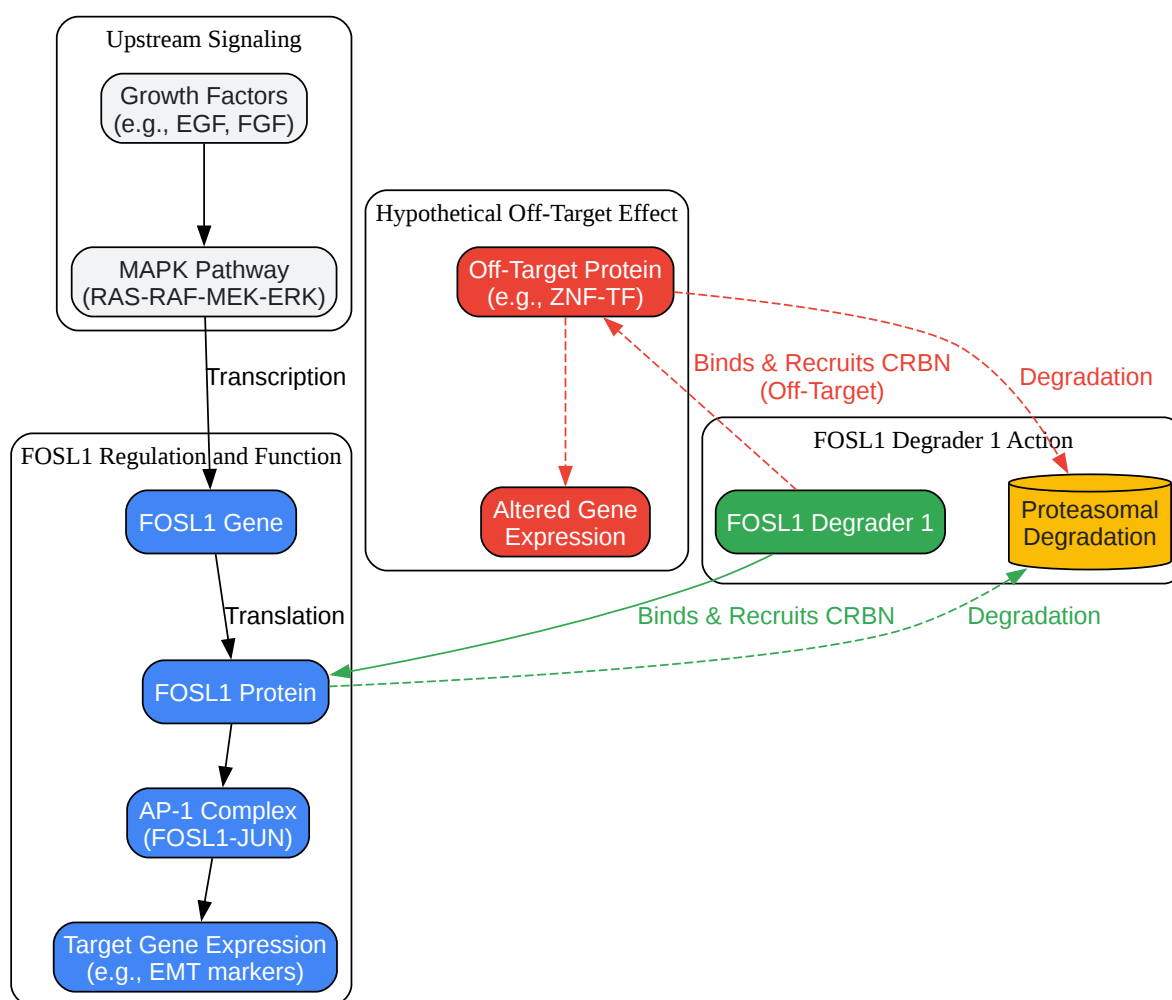 Upstream Signaling
Growth Factors
(e.g., EGF, FGF)
MAPK Pathway
(RAS-RAF-MEK-ERK)
Transcription
Hypothetical Off-Target Effect
Off-Target Protein
(e.g., ZNF-TF)
Binds & Recruits CRBN
(Off-Target)
Degradation
Altered Gene
Expression
FOSL1 Degrader 1 Action
FOSL1 Degrader 1
Proteasomal
Degradation
Binds & Recruits CRBN
Degradation
FOSL1 Regulation and Function
FOSL1 Gene
Translation
FOSL1 Protein
AP-1 Complex
(FOSL1-JUN)
Target Gene Expression
(e.g., EMT markers)